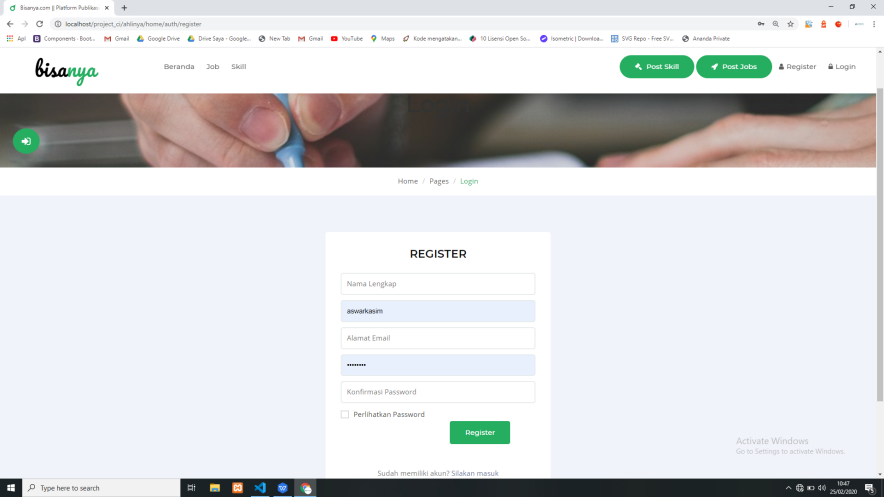 Bisanya.com || Platform Publikas
localhost/project_ci/ahlinya/home/auth/register
Apl
Components · Boot...
Gmail
Google Drive
Drive Saya - Google...
New Tab
Gmail
YouTube
Maps
Kode mengatakan...
10 Lisensi Open So...
Isometric | Downloa...
SVG Repo - Free SV...
Ananda Private
bisanya
Beranda
Job
Skill
Post Skill
Post Jobs
Register
Login
Home / Pages / Login
REGISTER
Nama Lengkap
aswarkasim
Alamat Email
••••••••
Konfirmasi Password
Perlihatkan Password
Register
Sudah memiliki akun? Silakan masuk
Activate Windows
Go to Settings to activate Windows.
Type here to search
10:47
25/02/2020